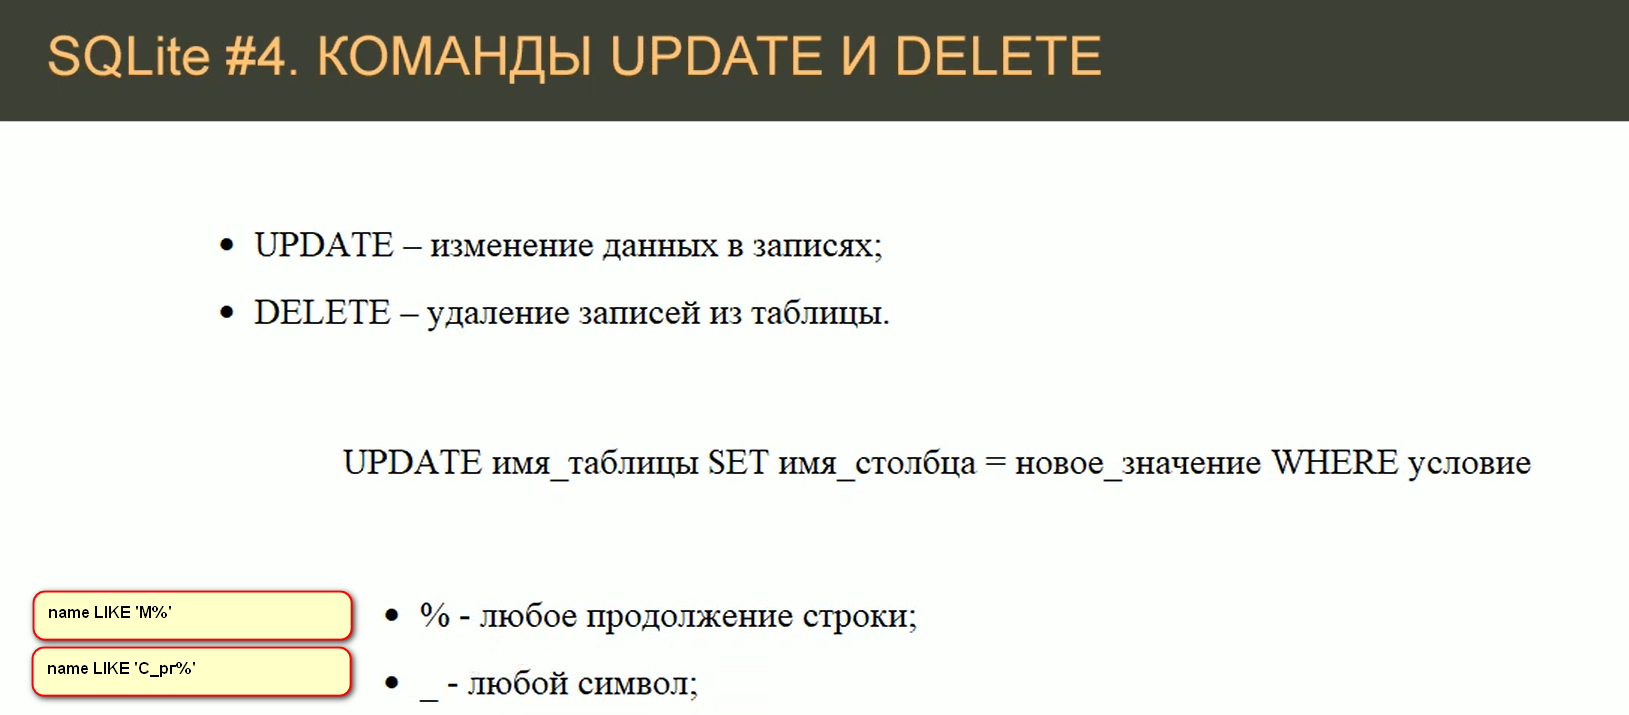 SQLite #4. КОМАНДЫ UPDATE И DELETE
• UPDATE – изменение данных в записях;
• DELETE – удаление записей из таблицы.
UPDATE имя_таблицы SET имя_столбца = новое_значение WHERE условие
name LIKE 'М%'
• % - любое продолжение строки;
name LIKE 'С_рг%'
• _ - любой символ;